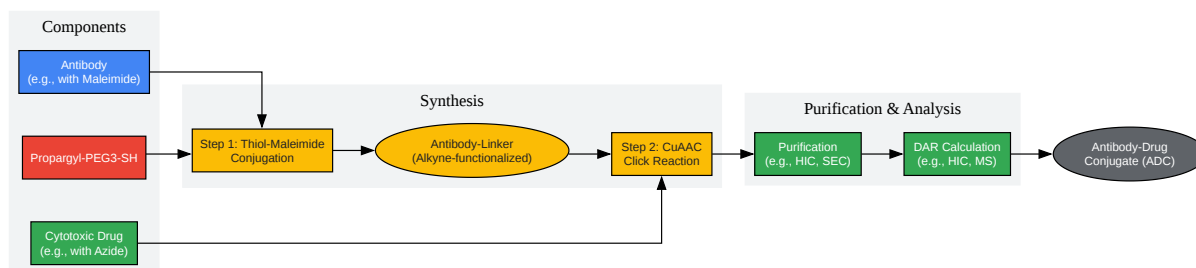 Components
Antibody
(e.g., with Maleimide)
Propargyl-PEG3-SH
Cytotoxic Drug
(e.g., with Azide)
Synthesis
Step 1: Thiol-Maleimide
Conjugation
Antibody-Linker
(Alkyne-functionalized)
Step 2: CuAAC
Click Reaction
Purification & Analysis
Purification
(e.g., HIC, SEC)
DAR Calculation
(e.g., HIC, MS)
Antibody-Drug
Conjugate (ADC)